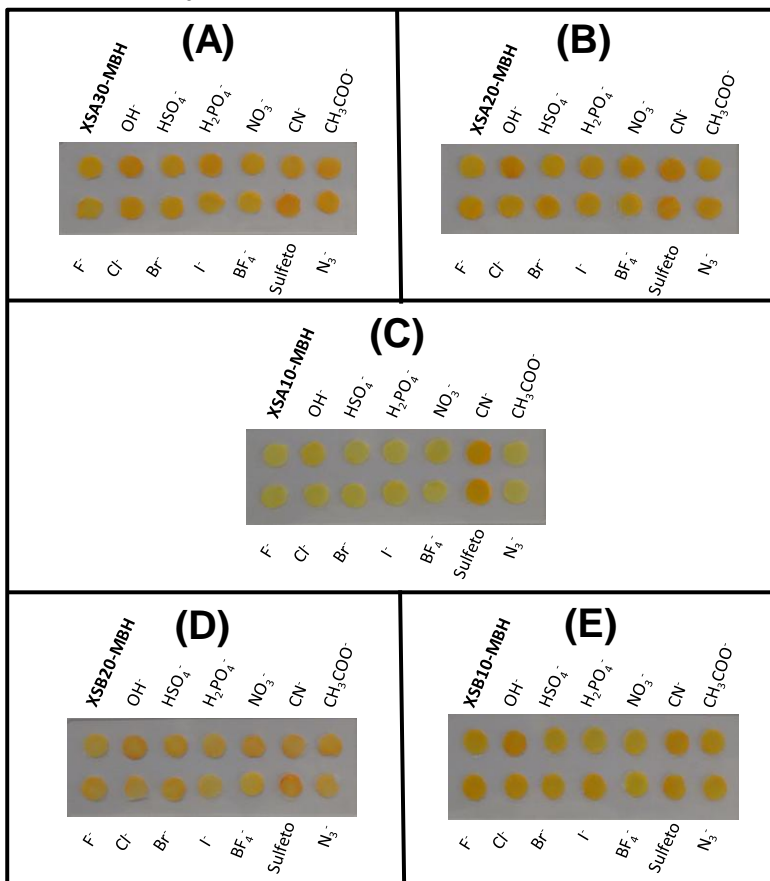 (A)
XSA30-MBH OH⁻ HSO₄⁻ H₂PO₄⁻ NO₃⁻ CN⁻ CH₃COO⁻
F⁻ Cl⁻ Br⁻ I⁻ BF₄⁻ Sulfeto N₃⁻
(B)
XSA20-MBH OH⁻ HSO₄⁻ H₂PO₄⁻ NO₃⁻ CN⁻ CH₃COO⁻
F⁻ Cl⁻ Br⁻ I⁻ BF₄⁻ Sulfeto N₃⁻
(C)
XSA10-MBH OH⁻ HSO₄⁻ H₂PO₄⁻ NO₃⁻ CN⁻ CH₃COO⁻
F⁻ Cl⁻ Br⁻ I⁻ BF₄⁻ Sulfeto N₃⁻
(D)
XSB20-MBH OH⁻ HSO₄⁻ H₂PO₄⁻ NO₃⁻ CN⁻ CH₃COO⁻
F⁻ Cl⁻ Br⁻ I⁻ BF₄⁻ Sulfeto N₃⁻
(E)
XSB10-MBH OH⁻ HSO₄⁻ H₂PO₄⁻ NO₃⁻ CN⁻ CH₃COO⁻
F⁻ Cl⁻ Br⁻ I⁻ BF₄⁻ Sulfeto N₃⁻